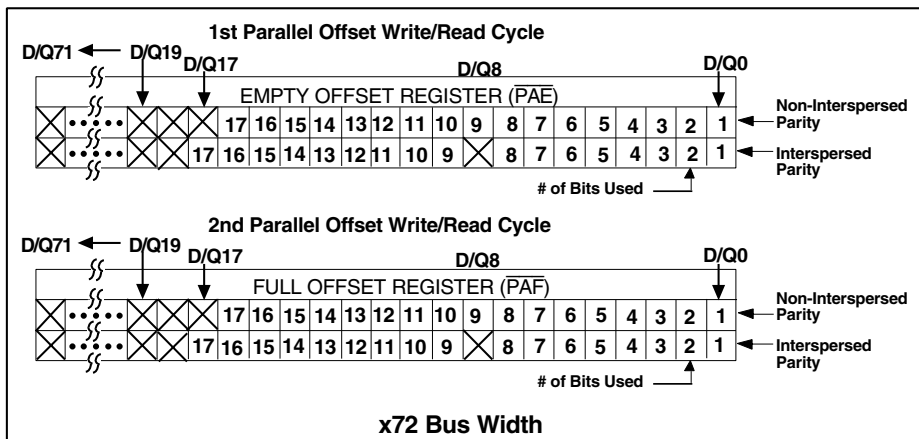 1st Parallel Offset Write/Read Cycle
D/Q71 D/Q19
D/Q17 D/Q8 D/Q0
EMPTY OFFSET REGISTER (PAE)
17 16 15 14 13 12 11 10 9 8 7 6 5 4 3 2 1 Non-Interspersed Parity
17 16 15 14 13 12 11 10 9 8 7 6 5 4 3 2 1 Interspersed Parity
# of Bits Used
2nd Parallel Offset Write/Read Cycle
D/Q71 D/Q19
D/Q17 D/Q8 D/Q0
FULL OFFSET REGISTER (PAF)
17 16 15 14 13 12 11 10 9 8 7 6 5 4 3 2 1 Non-Interspersed Parity
17 16 15 14 13 12 11 10 9 8 7 6 5 4 3 2 1 Interspersed Parity
# of Bits Used
x72 Bus Width